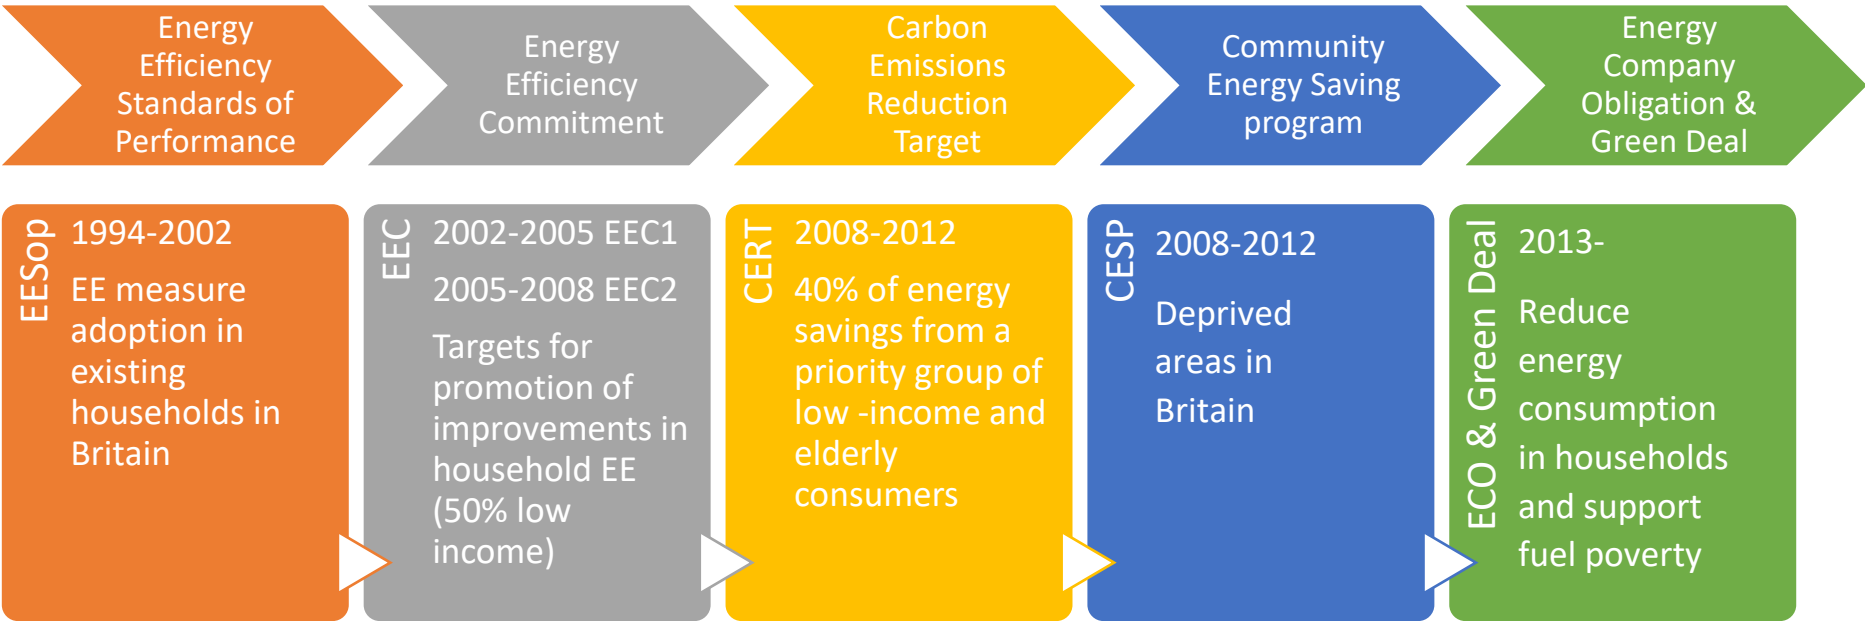 Energy
Efficiency
Standards of
Performance
Energy
Efficiency
Commitment
Carbon
Emissions
Reduction
Target
Community
Energy Saving
program
Energy
Company
Obligation &
Green Deal
EESop
1994-2002
EE measure
adoption in
existing
households in
Britain
EEC
2002-2005 EEC1
2005-2008 EEC2
Targets for
promotion of
improvements in
household EE
(50% low
income)
CERT
2008-2012
40% of energy
savings from a
priority group of
low -income and
elderly
consumers
CESP
2008-2012
Deprived
areas in
Britain
ECO & Green Deal
2013-
Reduce
energy
consumption
in households
and support
fuel poverty